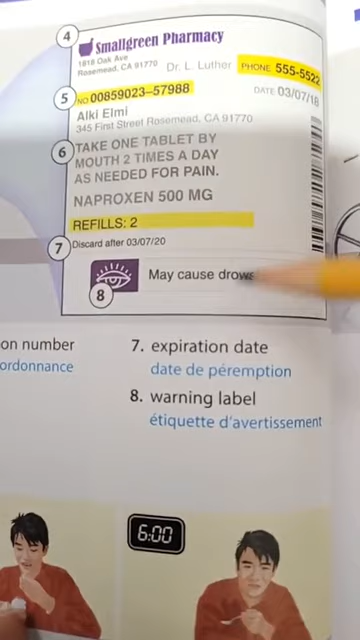 4
Smallgreen Pharmacy
1818 Oak Ave
Rosemead, CA 91770
Dr. L. Luther
PHONE 555-5522
5
NO 00859023–57988
DATE 03/07/18
Alki Elmi
345 First Street Rosemead, CA 91770
6
TAKE ONE TABLET BY
MOUTH 2 TIMES A DAY
AS NEEDED FOR PAIN.
NAPROXEN 500 MG
REFILLS: 2
7
Discard after 03/07/20
May cause
8
on number
ordonnance
7. expiration date
date de péremption
8. warning label
étiquette d'avertissement
6:00